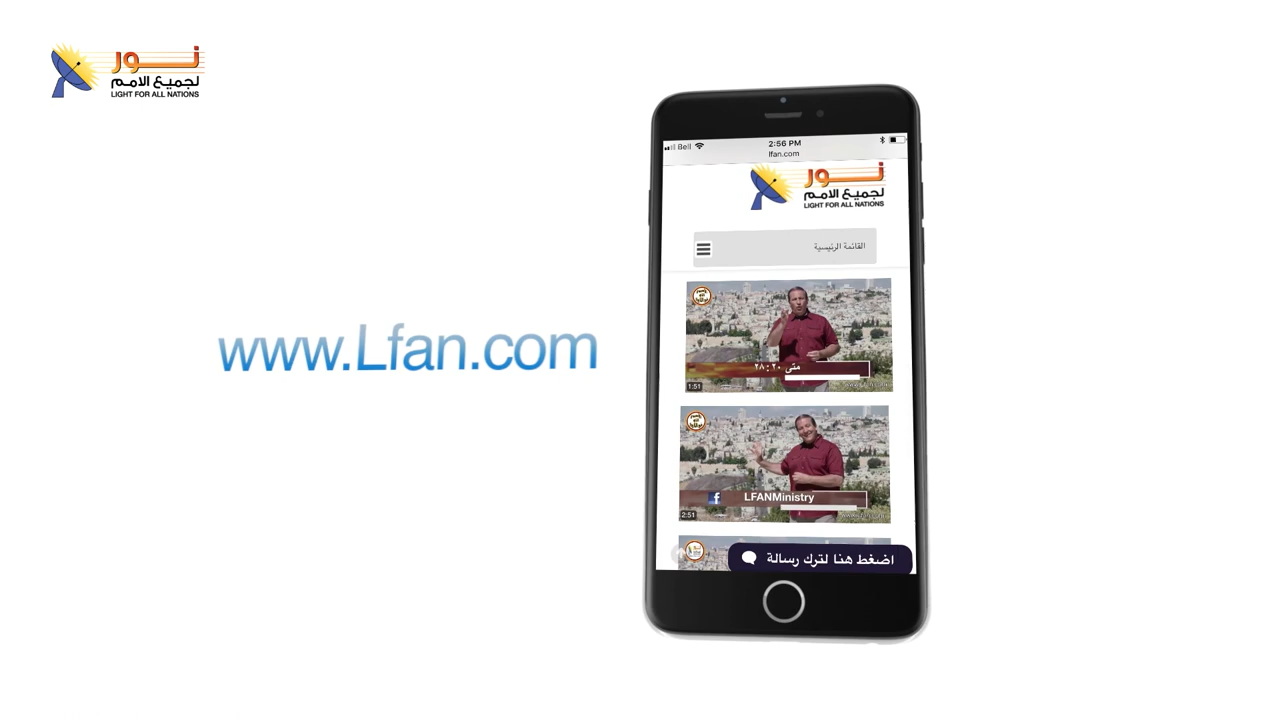 نور
لجميع الامم
LIGHT FOR ALL NATIONS
www.Lfan.com
Bell
2:56 PM
lfan.com
نور
لجميع الامم
LIGHT FOR ALL NATIONS
القائمة الرئيسية
متى ٢٠:٢٨
1:51
LFANMinistry
2:51
اضغط هنا لترك رسالة